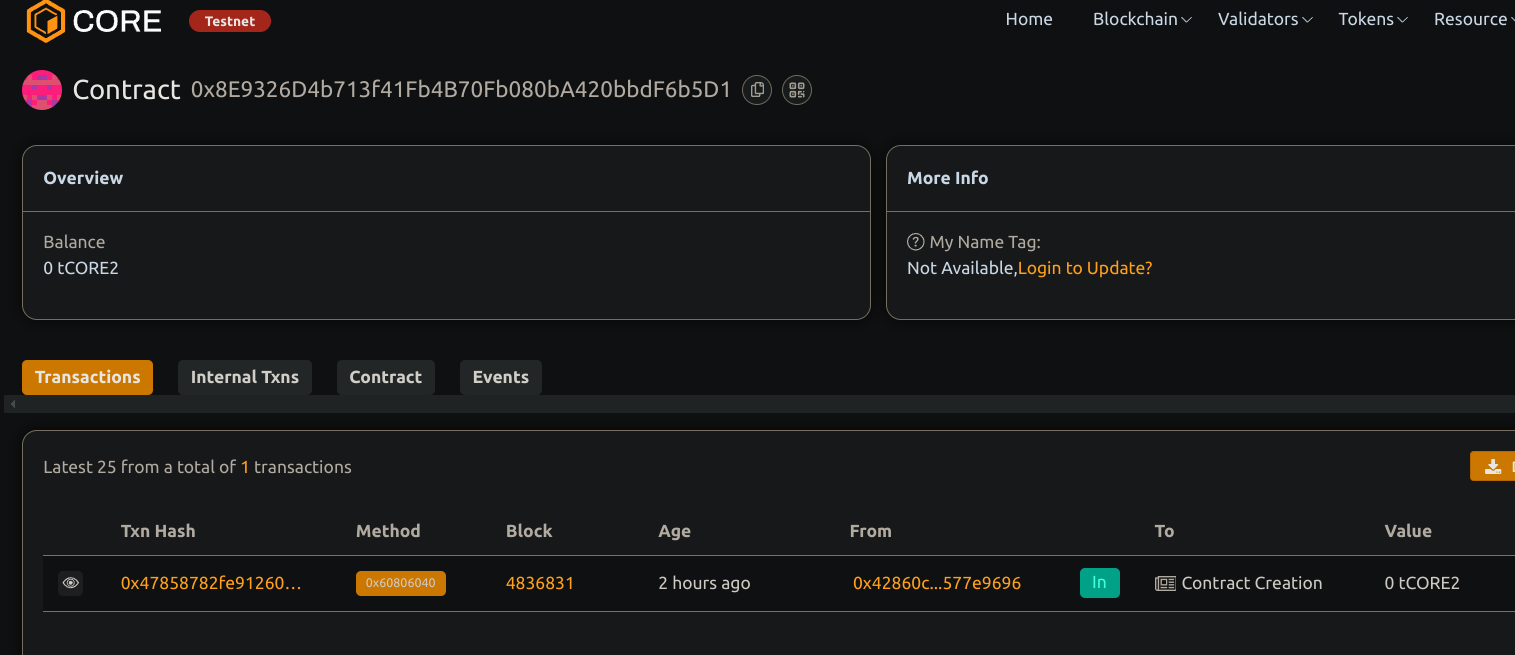 CORE Testnet Home Blockchain Validators Tokens Resource
Contract 0x8E9326D4b713f41Fb4B70Fb080bA420bbdF6b5D1
Overview
Balance
0 tCORE2
More Info
My Name Tag:
Not Available,Login to Update?
Transactions Internal Txns Contract Events
Latest 25 from a total of 1 transactions
Txn Hash Method Block Age From To Value
0x47858782fe91260... 0x60806040 4836831 2 hours ago 0x42860c...577e9696 In Contract Creation 0 tCORE2